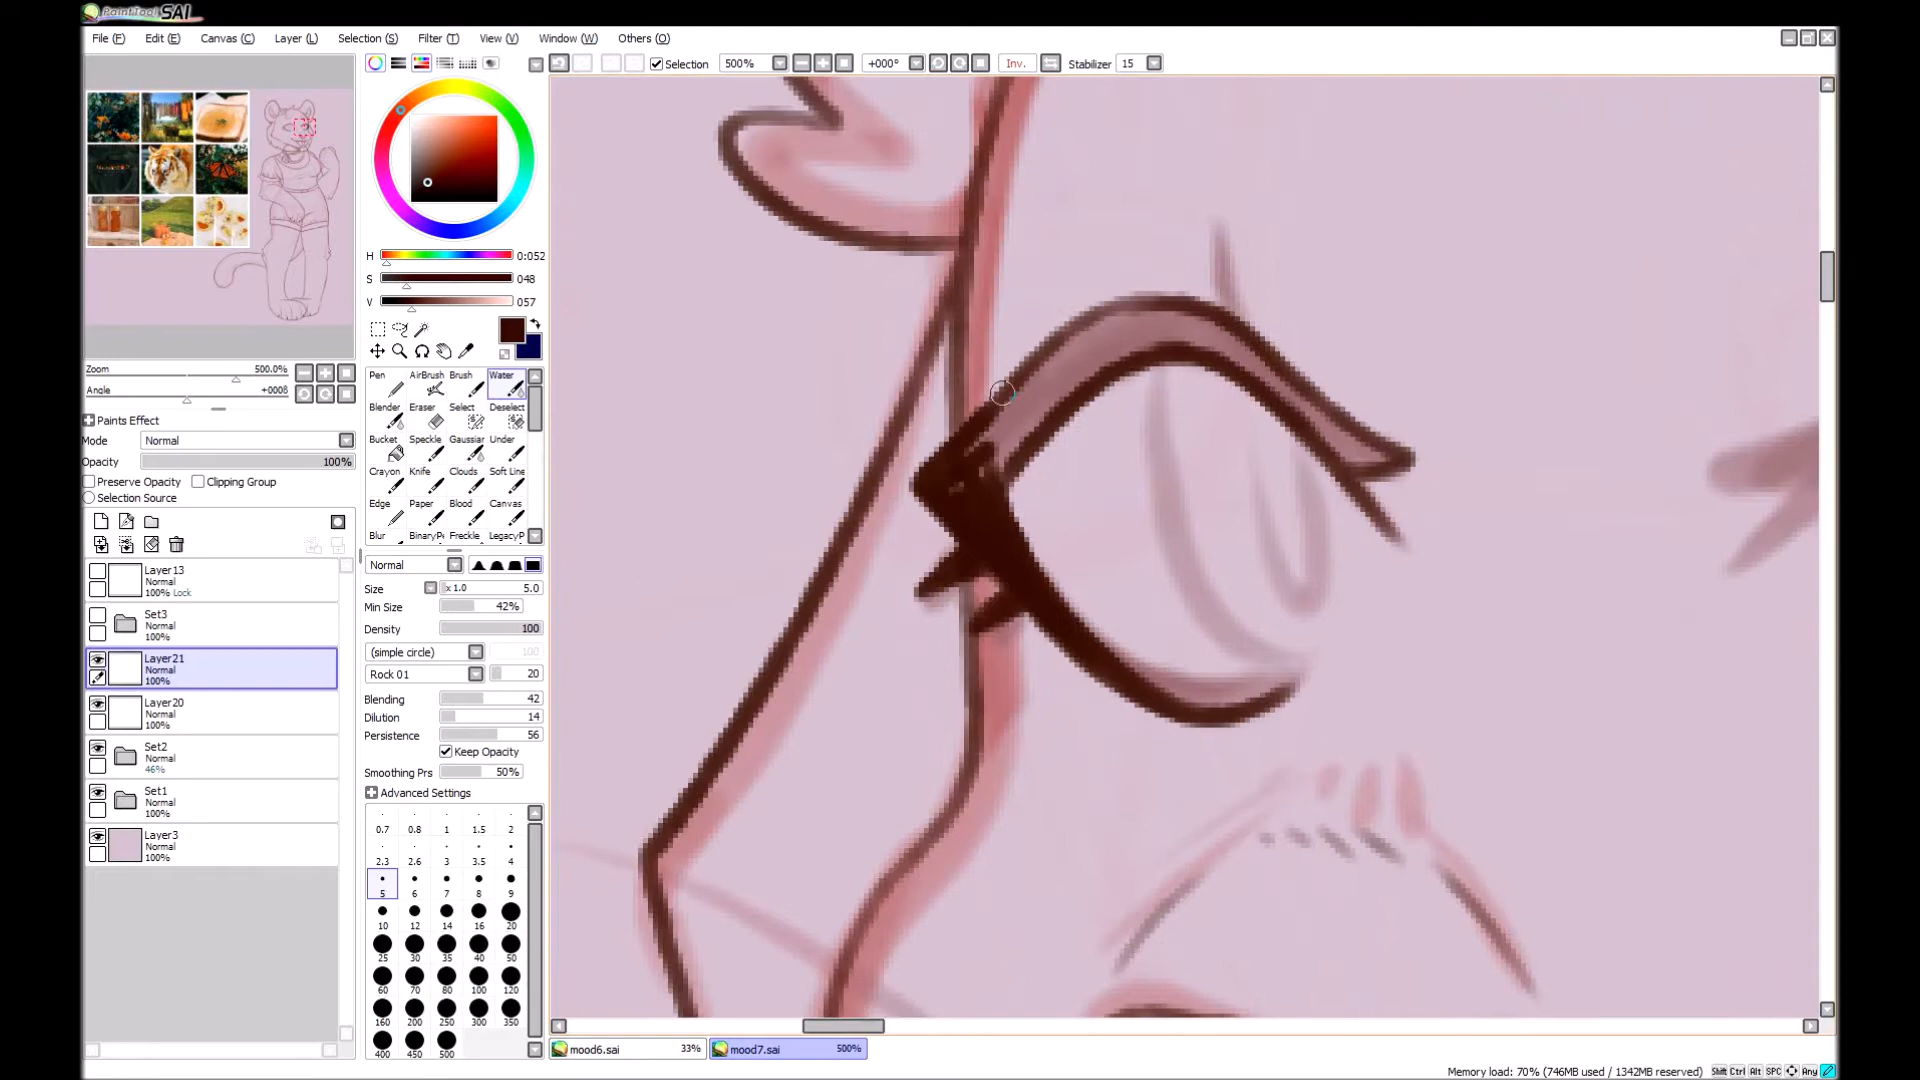 PaintTool SAI
File (F) Edit (E) Canvas (C) Layer (L) Selection (S) Filter (T) View (V) Window (W) Others (O)
Selection 500% +000° Inv. Stabilizer 15
H 0:052
S 048
V 057
Zoom 500.0%
Angle +000δ
Paints Effect
Mode Normal
Opacity 100%
Preserve Opacity Clipping Group
Selection Source
Layer13
Normal
100% Lock
Set3
Normal
100%
Layer21
Normal
100%
Layer20
Normal
100%
Set2
Normal
46%
Set1
Normal
100%
Layer3
Normal
100%
Pen AirBrush Brush Water
Blender Eraser Select Deselect
Bucket Speckle Gaussiar Under
Crayon Knife Clouds Soft Line
Edge Paper Blood Canvas
Blur BinaryPe Freckle LegacyP
Normal
Size x 1.0 5.0
Min Size 42%
Density 100
(simple circle) 100
Rock 01 20
Blending 42
Dilution 14
Persistence 56
Keep Opacity
Smoothing Prs 50%
Advanced Settings
0.7 0.8 1 1.5 2
2.3 2.6 3 3.5 4
5 6 7 8 9
10 12 14 16 20
25 30 35 40 50
60 70 80 100 120
160 200 250 300 350
400 450 500
mood6.sai 33% mood7.sai 500%
Memory load: 70% (746MB used / 1342MB reserved) Shift Ctrl Alt SPC Any